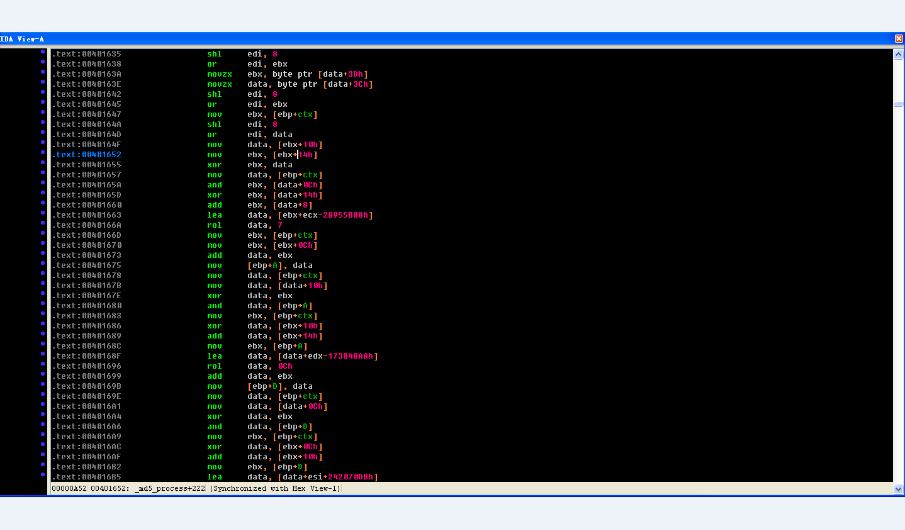 IDA View-A
.text:00401635 shl edi, 8
.text:00401638 or edi, ebx
.text:0040163A movzx ebx, byte ptr [data+3Dh]
.text:0040163E movzx data, byte ptr [data+3Ch]
.text:00401642 shl edi, 8
.text:00401645 or edi, ebx
.text:00401647 mov ebx, [ebp+ctx]
.text:0040164A shl edi, 8
.text:0040164D or edi, data
.text:0040164F mov data, [ebx+10h]
.text:00401652 mov ebx, [ebx+14h]
.text:00401655 xor ebx, data
.text:00401657 mov data, [ebp+ctx]
.text:0040165A and ebx, [data+0Ch]
.text:0040165D xor ebx, [data+14h]
.text:00401660 add ebx, [data+8]
.text:00401663 lea data, [ebx+ecx-28955B88h]
.text:0040166A rol data, 7
.text:0040166D mov ebx, [ebp+ctx]
.text:00401670 mov ebx, [ebx+0Ch]
.text:00401673 add data, ebx
.text:00401675 mov [ebp+A], data
.text:00401678 mov data, [ebp+ctx]
.text:0040167B mov data, [data+10h]
.text:0040167E xor data, ebx
.text:00401680 and data, [ebp+A]
.text:00401683 mov ebx, [ebp+ctx]
.text:00401686 xor data, [ebx+10h]
.text:00401689 add data, [ebx+14h]
.text:0040168C mov ebx, [ebp+A]
.text:0040168F lea data, [data+edx-173848AAh]
.text:00401696 rol data, 0Ch
.text:00401699 add data, ebx
.text:0040169B mov [ebp+D], data
.text:0040169E mov data, [ebp+ctx]
.text:004016A1 mov data, [data+0Ch]
.text:004016A4 xor data, ebx
.text:004016A6 and data, [ebp+D]
.text:004016A9 mov ebx, [ebp+ctx]
.text:004016AC xor data, [ebx+0Ch]
.text:004016AF add data, [ebx+10h]
.text:004016B2 mov ebx, [ebp+D]
.text:004016B5 lea data, [data+esi+242070DBh]
00000A52 00401652: _md5_process+222 (Synchronized with Hex View-1)